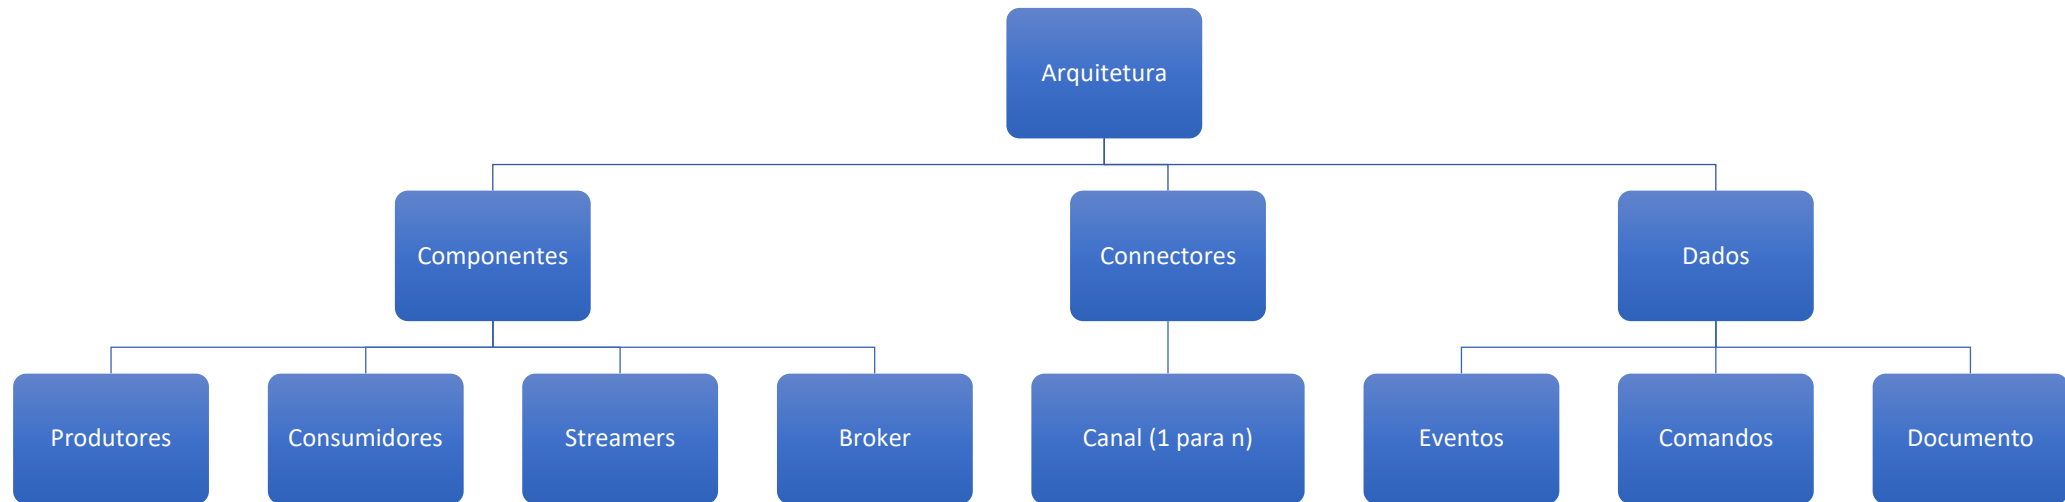 Arquitetura
Componentes
Connectores
Dados
Produtores
Consumidores
Streamers
Broker
Canal (1 para n)
Eventos
Comandos
Documento